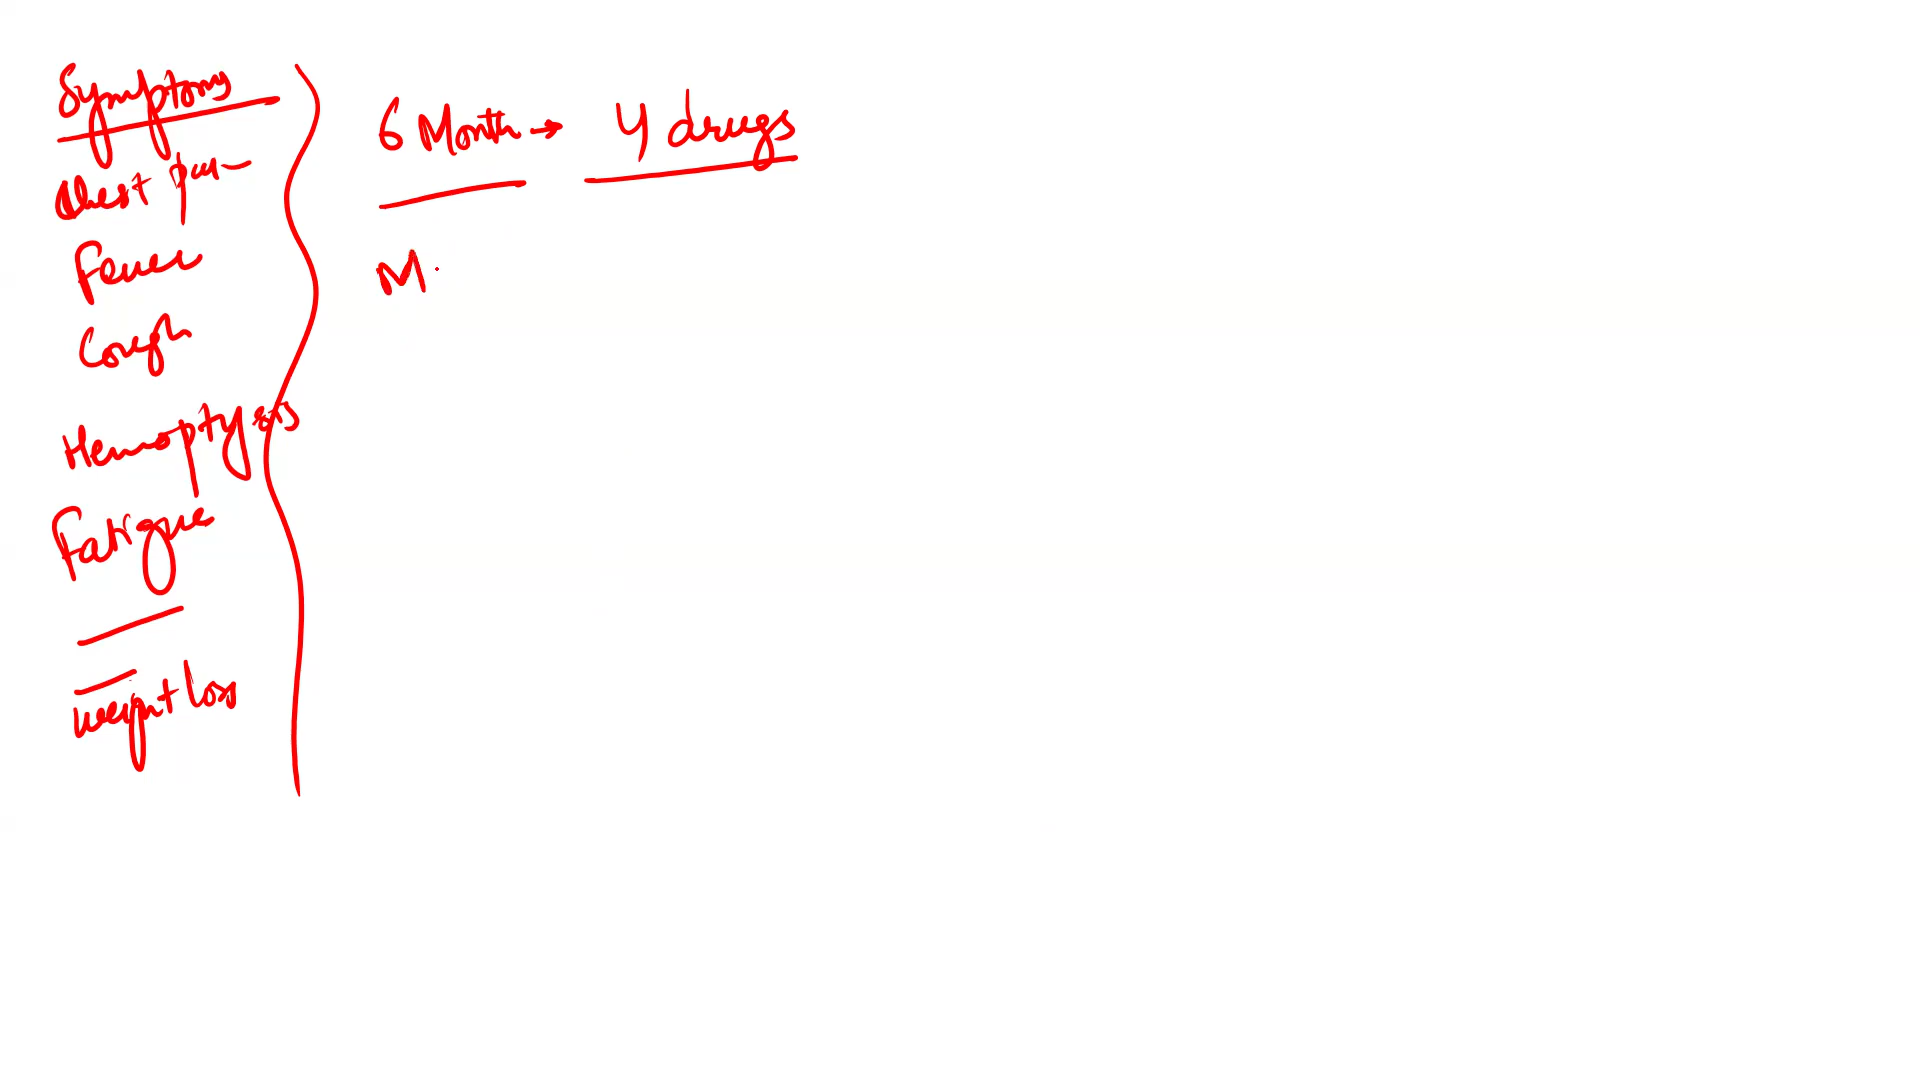 Symptoms
Chest pain
Fever
Cough
Hemoptysis
Fatigue
weight loss
6 Month → 4 drugs
M.